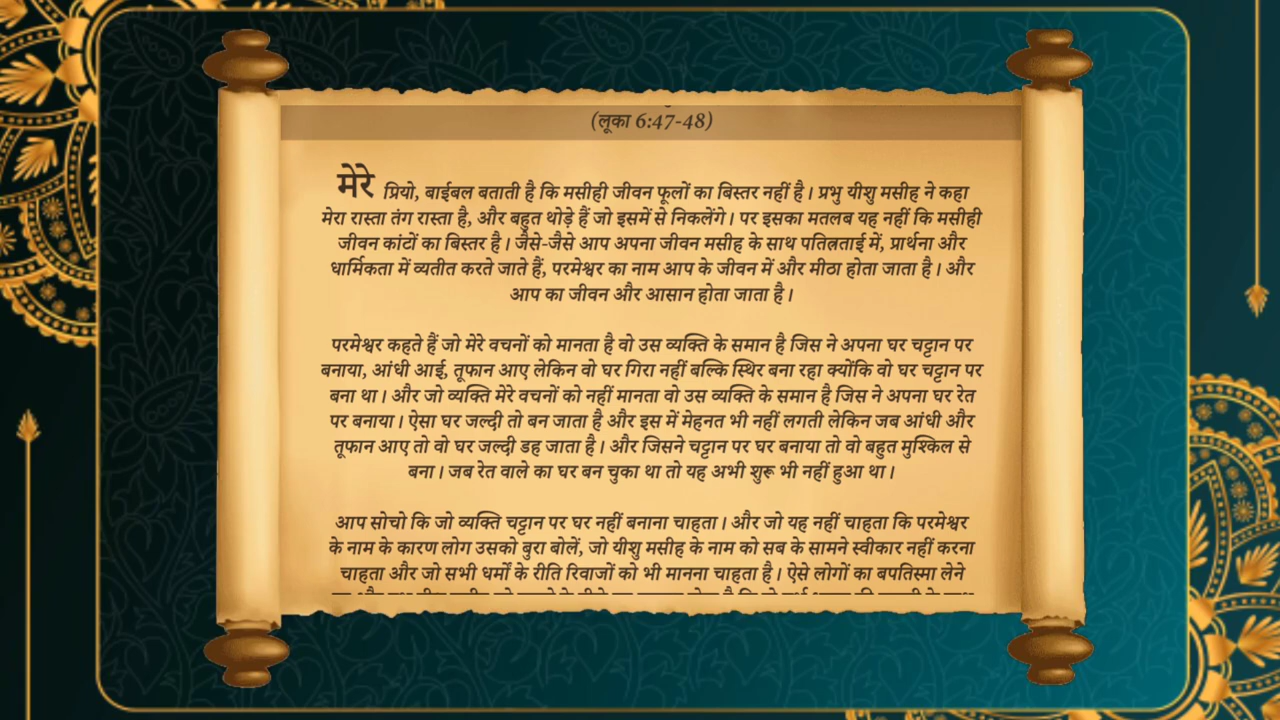 (लूका 6:47-48)
मेरे प्रियो, बाईबल बताती है कि मसीही जीवन फूलों का बिस्तर नहीं है। प्रभु यीशु मसीह ने कहा
मेरा रास्ता तंग रास्ता है, और बहुत थोड़े हैं जो इसमें से निकलेंगे। पर इसका मतलब यह नहीं कि मसीही
जीवन कांटों का बिस्तर है। जैसे-जैसे आप अपना जीवन मसीह के साथ पतित्रताई में, प्रार्थना और
धार्मिकता में व्यतीत करते जाते हैं, परमेश्वर का नाम आप के जीवन में और मीठा होता जाता है। और
आप का जीवन और आसान होता जाता है।
परमेश्वर कहते हैं जो मेरे वचनों को मानता है वो उस व्यक्ति के समान है जिस ने अपना घर चट्टान पर
बनाया, आंधी आई, तूफान आए लेकिन वो घर गिरा नहीं बल्कि स्थिर बना रहा क्योंकि वो घर चट्टान पर
बना था। और जो व्यक्ति मेरे वचनों को नहीं मानता वो उस व्यक्ति के समान है जिस ने अपना घर रेत
पर बनाया। ऐसा घर जल्दी तो बन जाता है और इस में मेहनत भी नहीं लगती लेकिन जब आंधी और
तूफान आए तो वो घर जल्दी डह जाता है। और जिसने चट्टान पर घर बनाया तो वो बहुत मुश्किल से
बना। जब रेत वाले का घर बन चुका था तो यह अभी शुरू भी नहीं हुआ था।
आप सोचो कि जो व्यक्ति चट्टान पर घर नहीं बनाना चाहता। और जो यह नहीं चाहता कि परमेश्वर
के नाम के कारण लोग उसको बुरा बोलें, जो यीशु मसीह के नाम को सब के सामने स्वीकार नहीं करना
चाहता और जो सभी धर्मों के रीति रिवाजों को भी मानना चाहता है। ऐसे लोगों का बपतिस्मा लेने